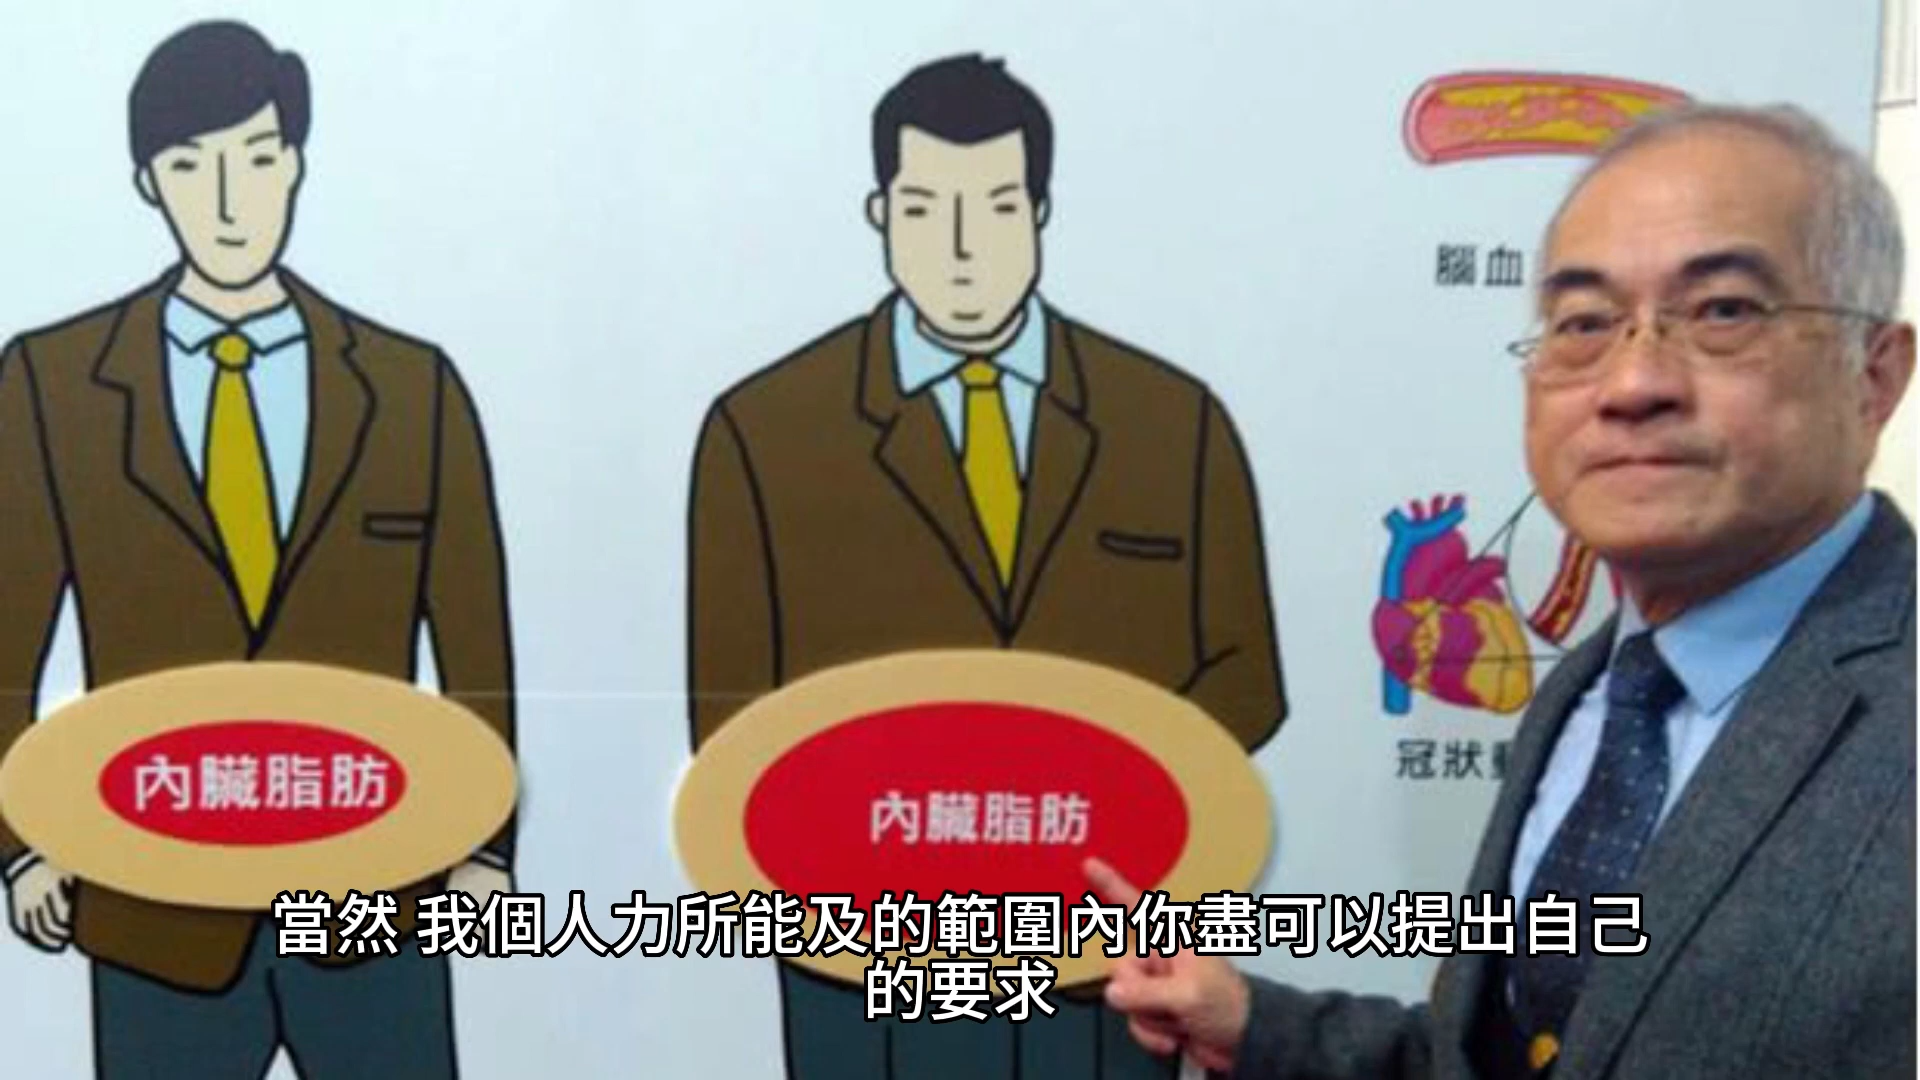 腦血
冠狀
內臟脂肪
內臟脂肪
當然 我個人力所能及的範圍內你盡可以提出自己
的要求